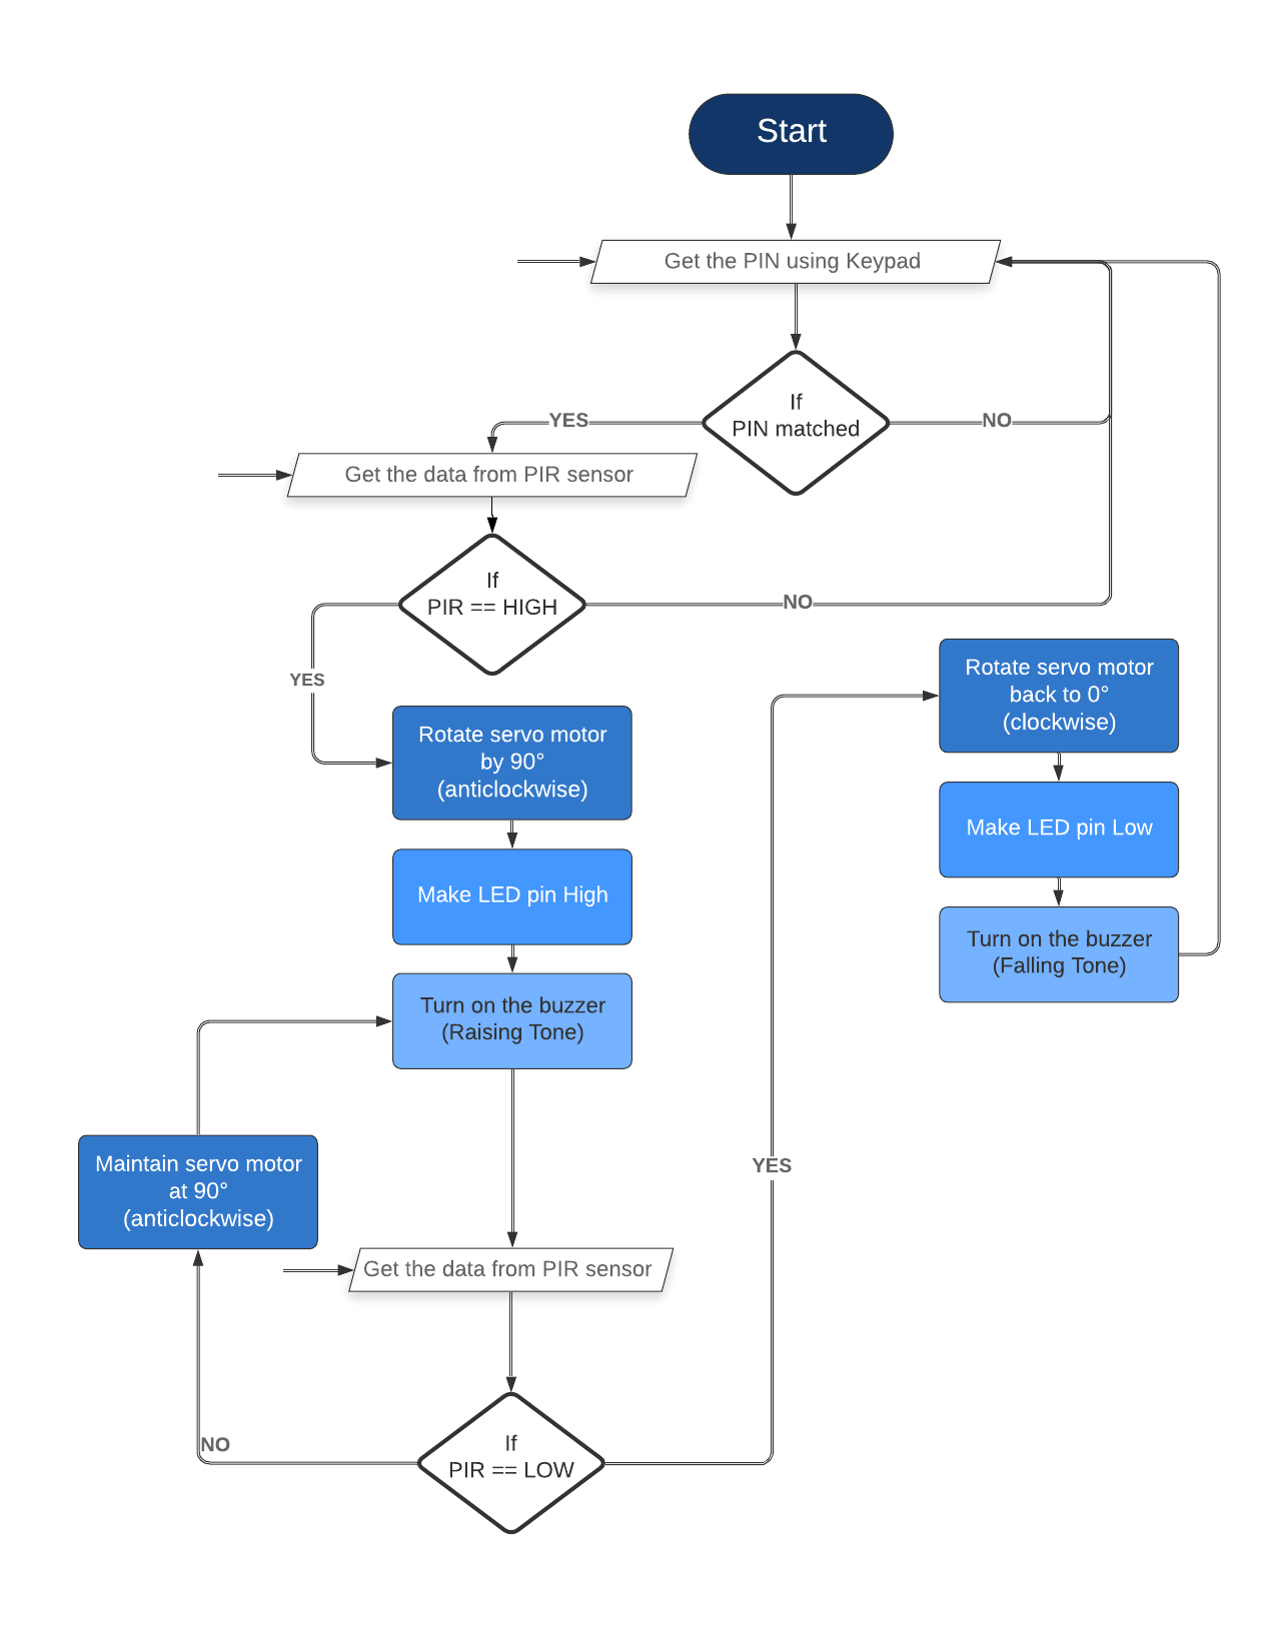 Start
Get the PIN using Keypad
If
PIN matched
YES
NO
Get the data from PIR sensor
If
PIR == HIGH
NO
YES
Rotate servo motor
by 90°
(anticlockwise)
Make LED pin High
Turn on the buzzer
(Raising Tone)
Maintain servo motor
at 90°
(anticlockwise)
Get the data from PIR sensor
If
PIR == LOW
NO
YES
Rotate servo motor
back to 0°
(clockwise)
Make LED pin Low
Turn on the buzzer
(Falling Tone)